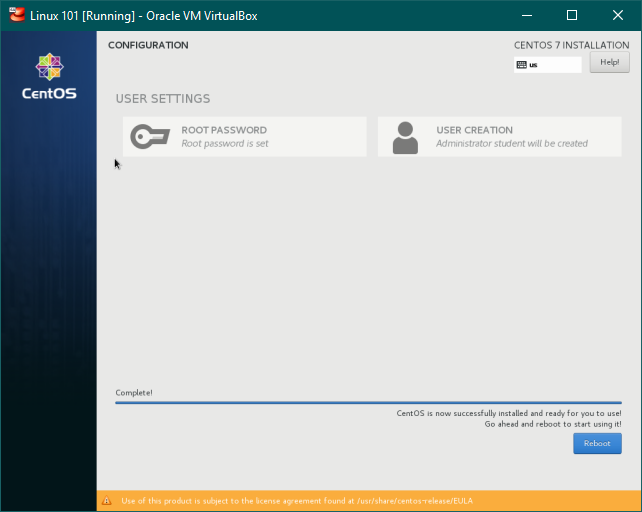 Linux 101 [Running] - Oracle VM VirtualBox
CentOS
CONFIGURATION
CENTOS 7 INSTALLATION
us
Help!
USER SETTINGS
ROOT PASSWORD
Root password is set
USER CREATION
Administrator student will be created
Complete!
CentOS is now successfully installed and ready for you to use!
Go ahead and reboot to start using it!
Reboot
Use of this product is subject to the license agreement found at /usr/share/centos-release/EULA